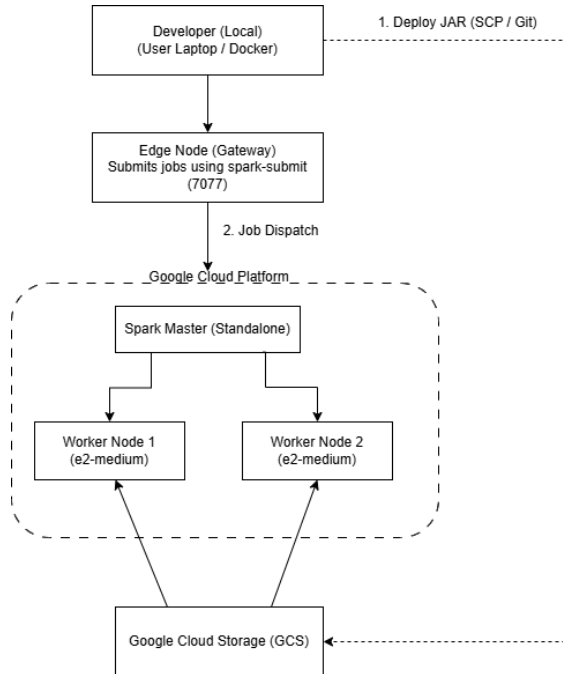 Developer (Local)
(User Laptop / Docker)
1. Deploy JAR (SCP / Git)
Edge Node (Gateway)
Submits jobs using spark-submit
(7077)
2. Job Dispatch
Google Cloud Platform
Spark Master (Standalone)
Worker Node 1
(e2-medium)
Worker Node 2
(e2-medium)
Google Cloud Storage (GCS)